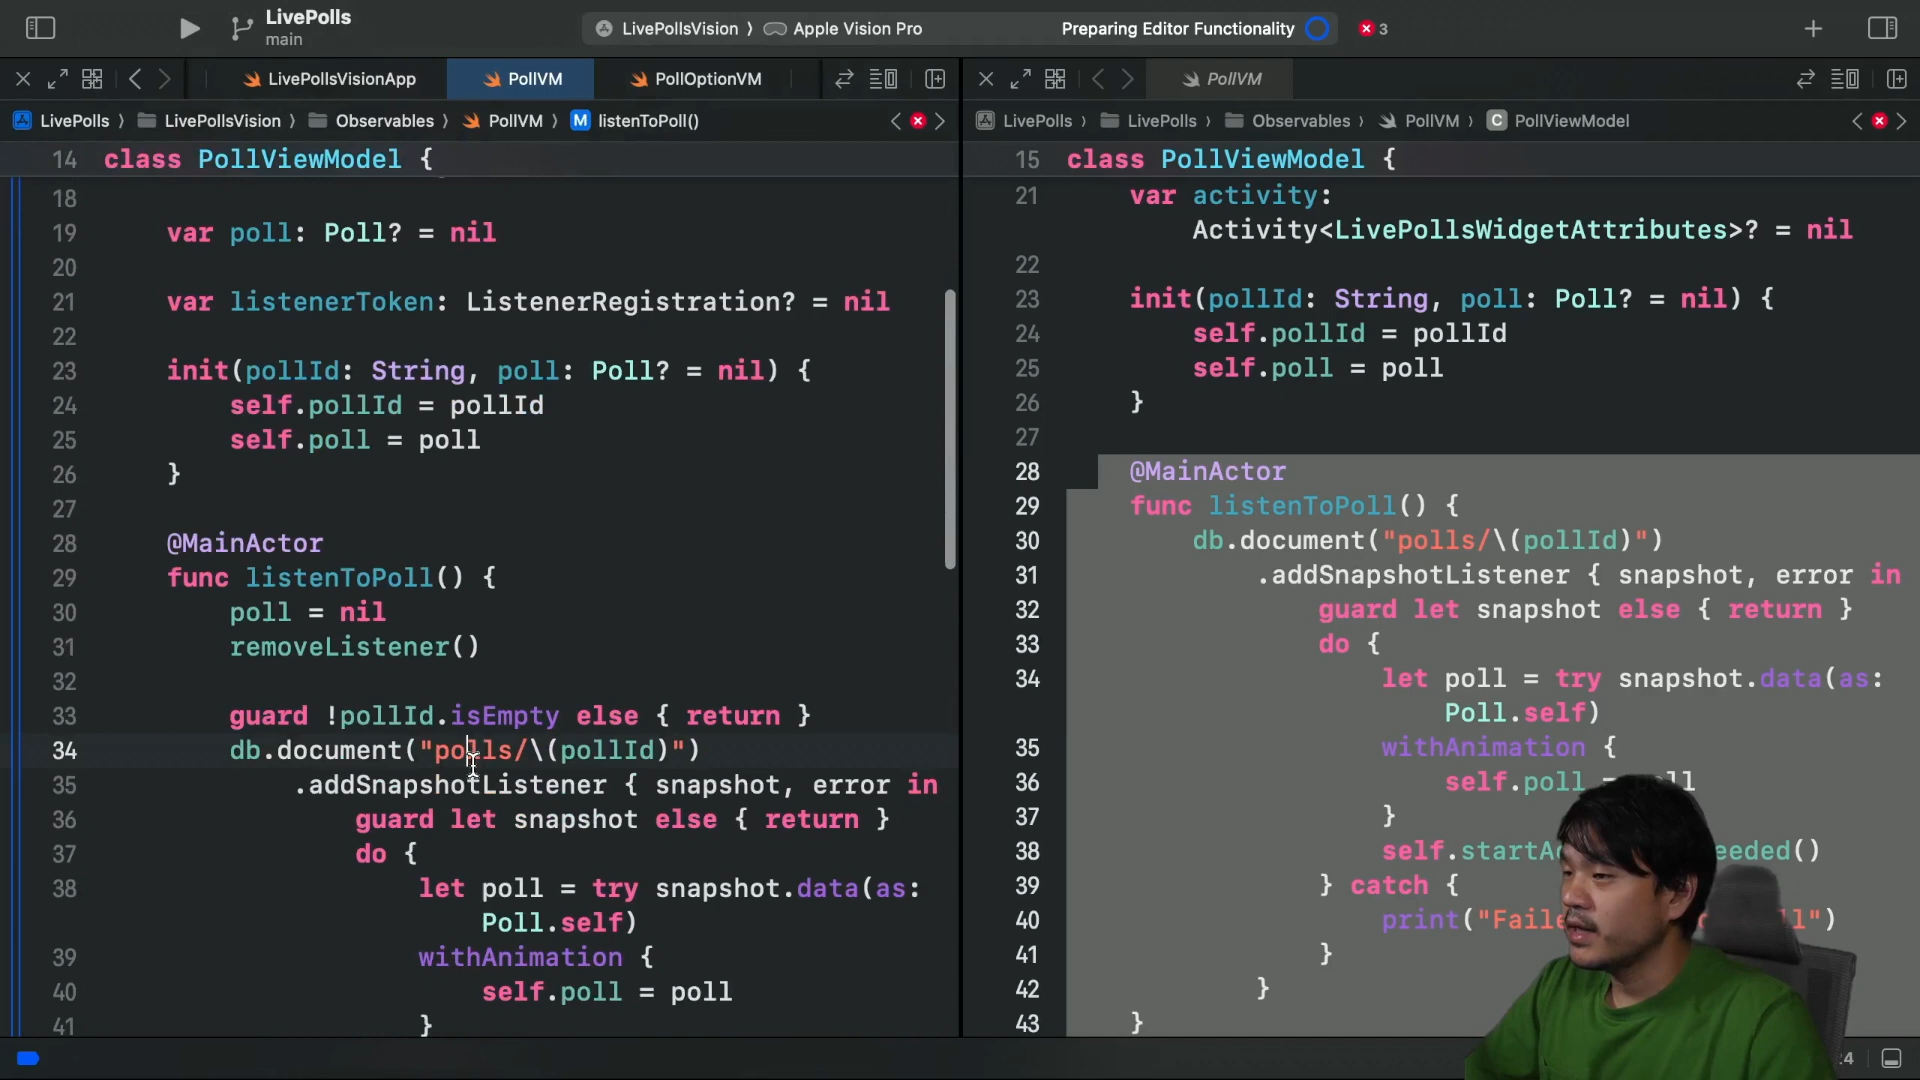 LivePolls
main
LivePollsVision ⟩ Apple Vision Pro
Preparing Editor Functionality
3
LivePollsVisionApp
PollVM
PollOptionVM
LivePolls ⟩ LivePollsVision ⟩ Observables ⟩ PollVM ⟩ M listenToPoll()
14 class PollViewModel {
18
19 var poll: Poll? = nil
20
21 var listenerToken: ListenerRegistration? = nil
22
23 init(pollId: String, poll: Poll? = nil) {
24 self.pollId = pollId
25 self.poll = poll
26 }
27
28 @MainActor
29 func listenToPoll() {
30 poll = nil
31 removeListener()
32
33 guard !pollId.isEmpty else { return }
34 db.document("polls/\(pollId)")
35 .addSnapshotListener { snapshot, error in
36 guard let snapshot else { return }
37 do {
38 let poll = try snapshot.data(as:
Poll.self)
39 withAnimation {
40 self.poll = poll
41 }
PollVM
LivePolls ⟩ LivePolls ⟩ Observables ⟩ PollVM ⟩ C PollViewModel
15 class PollViewModel {
21 var activity:
Activity<LivePollsWidgetAttributes>? = nil
22
23 init(pollId: String, poll: Poll? = nil) {
24 self.pollId = pollId
25 self.poll = poll
26 }
27
28 @MainActor
29 func listenToPoll() {
30 db.document("polls/\(pollId)")
31 .addSnapshotListener { snapshot, error in
32 guard let snapshot else { return }
33 do {
34 let poll = try snapshot.data(as:
Poll.self)
35 withAnimation {
36 self.poll
37 }
38 self.
39 } catch {
40 print("
41 }
42 }
43 }